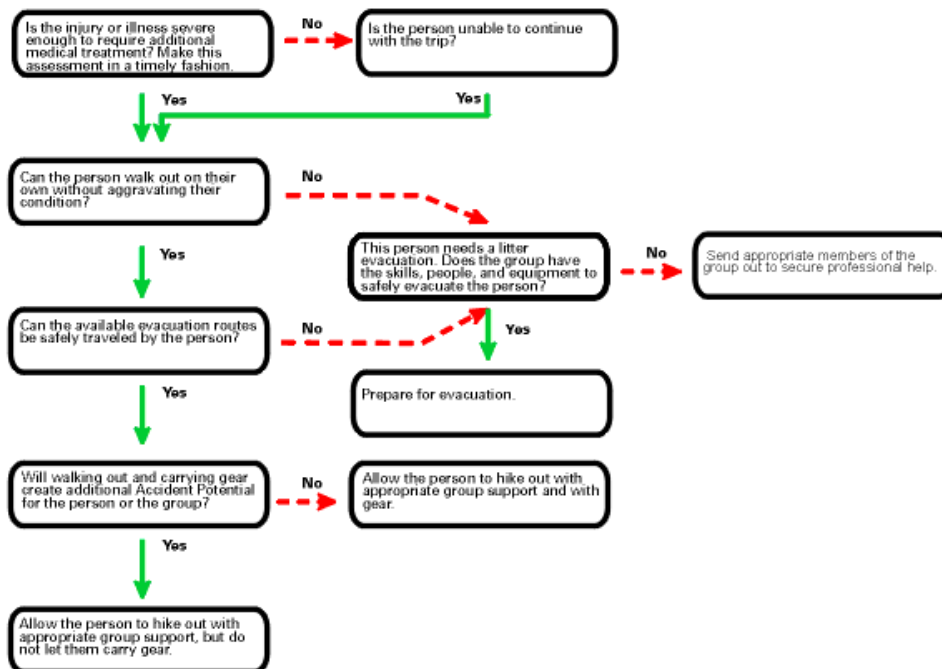 Is the injury or illness severe
enough to require additional
medical treatment? Make this
assessment in a timely fashion.
No
Is the person unable to continue
with the trip?
Yes
Yes
Can the person walk out on their
own without aggravating their
condition?
No
This person needs a litter
evacuation. Does the group have
the skills, people, and equipment to
safely evacuate the person?
No
Send appropriate members of the
group out to secure professional help.
Yes
Can the available evacuation routes
be safely traveled by the person?
No
Yes
Prepare for evacuation.
Yes
Will walking out and carrying gear
create additional Accident Potential
for the person or the group?
No
Allow the person to hike out with
appropriate group support and with
gear.
Yes
Allow the person to hike out with
appropriate group support, but do
not let them carry gear.